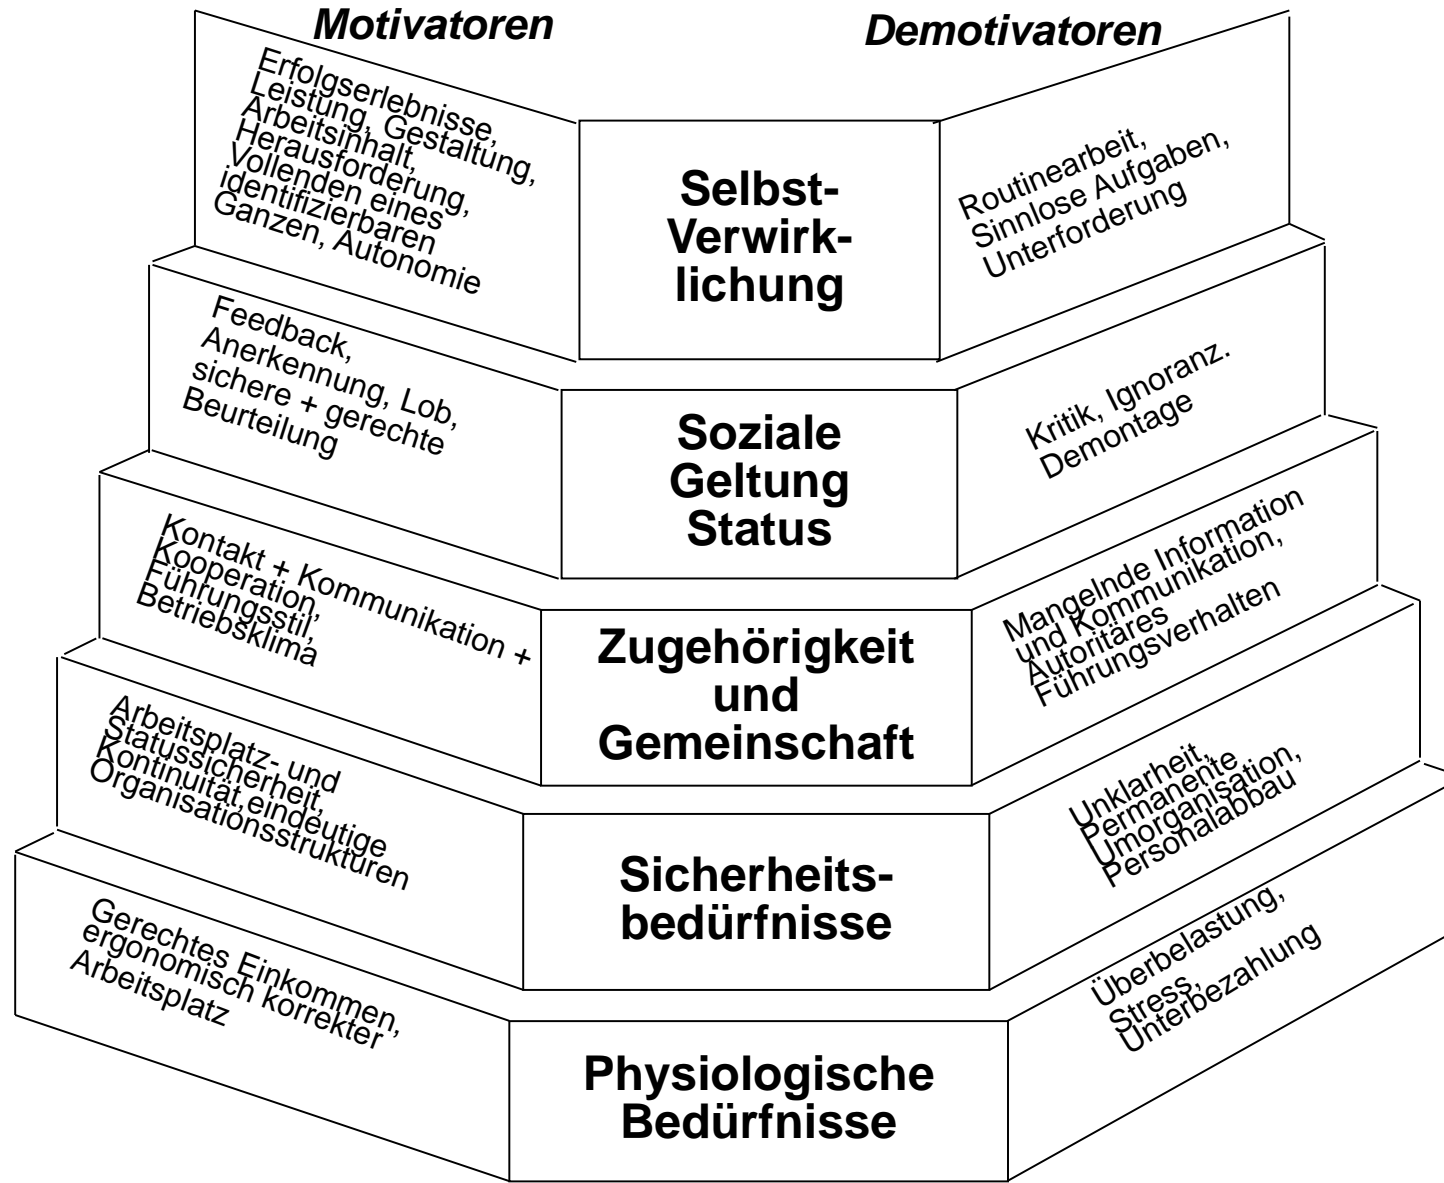 Motivatoren
Demotivatoren
Erfolgserlebnisse,
Leistung, Gestaltung,
Arbeitsinhalt,
Herausforderung,
Vollenden eines
identifizierbaren
Ganzen, Autonomie
Selbst-
Verwirk-
lichung
Routinearbeit,
Sinnlose Aufgaben,
Unterforderung
Feedback,
Anerkennung, Lob,
sichere + gerechte
Beurteilung
Soziale
Geltung
Status
Kritik, Ignoranz.
Demontage
Kontakt + Kommunikation +
Kooperation,
Führungsstil,
Betriebsklima
Zugehörigkeit
und
Gemeinschaft
Mangelnde Information
und Kommunikation,
Autoritäres
Führungsverhalten
Arbeitsplatz- und
Statussicherheit,
Kontinuität,eindeutige
Organisationsstrukturen
Sicherheits-
bedürfnisse
Unklarheit,
Permanente
Umorganisation,
Personalabbau
Gerechtes Einkommen,
ergonomisch korrekter
Arbeitsplatz
Physiologische
Bedürfnisse
Überbelastung,
Stress,
Unterbezahlung